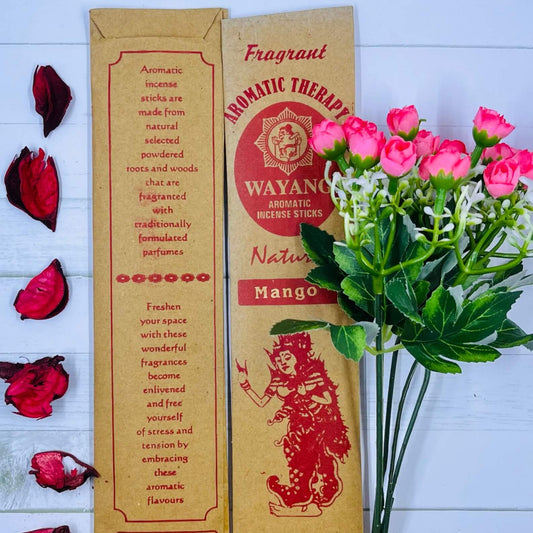 Aromatic
incense
sticks are
made from
natural
selected
powdered
roots and woods
that are
fragranted
with
traditionally
formulated
parfumes
Freshen
your space
with these
wonderful
fragrances
become
enlivened
and free
yourself
of stress and
tension by
embracing
these
aromatic
flavours
Fragrant
AROMATIC THERAPY
WAYANG
AROMATIC
INCENSE STICKS
Natur
Mango